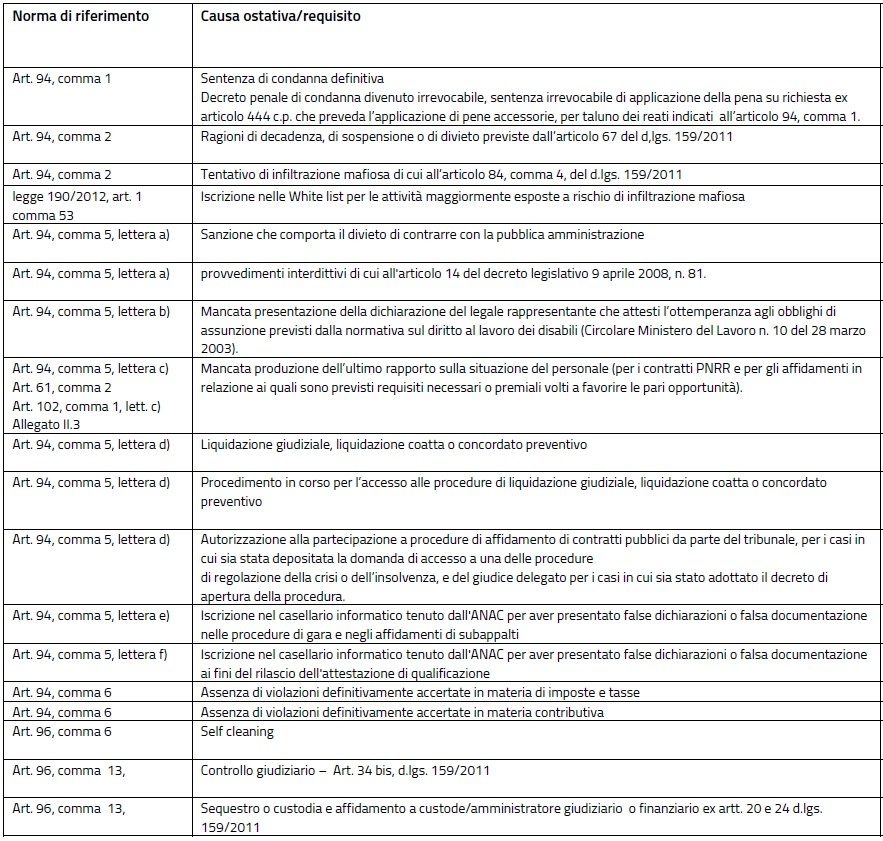 Norma di riferimento
Causa ostativa/requisito
Art. 94, comma 1
Sentenza di condanna definitiva
Decreto penale di condanna divenuto irrevocabile, sentenza irrevocabile di applicazione della pena su richiesta ex
articolo 444 c.p. che preveda l’applicazione di pene accessorie, per taluno dei reati indicati all’articolo 94, comma 1.
Art. 94, comma 2
Ragioni di decadenza, di sospensione o di divieto previste dall’articolo 67 del d,lgs. 159/2011
Art. 94, comma 2
Tentativo di infiltrazione mafiosa di cui all’articolo 84, comma 4, del d.lgs. 159/2011
legge 190/2012, art. 1
comma 53
Iscrizione nelle White list per le attività maggiormente esposte a rischio di infiltrazione mafiosa
Art. 94, comma 5, lettera a)
Sanzione che comporta il divieto di contrarre con la pubblica amministrazione
Art. 94, comma 5, lettera a)
provvedimenti interdittivi di cui all'articolo 14 del decreto legislativo 9 aprile 2008, n. 81.
Art. 94, comma 5, lettera b)
Mancata presentazione della dichiarazione del legale rappresentante che attesti l’ottemperanza agli obblighi di
assunzione previsti dalla normativa sul diritto al lavoro dei disabili (Circolare Ministero del Lavoro n. 10 del 28 marzo
2003).
Art. 94, comma 5, lettera c)
Art. 61, comma 2
Art. 102, comma 1, lett. c)
Allegato II.3
Mancata produzione dell’ultimo rapporto sulla situazione del personale (per i contratti PNRR e per gli affidamenti in
relazione ai quali sono previsti requisiti necessari o premiali volti a favorire le pari opportunità).
Art. 94, comma 5, lettera d)
Liquidazione giudiziale, liquidazione coatta o concordato preventivo
Art. 94, comma 5, lettera d)
Procedimento in corso per l’accesso alle procedure di liquidazione giudiziale, liquidazione coatta o concordato
preventivo
Art. 94, comma 5, lettera d)
Autorizzazione alla partecipazione a procedure di affidamento di contratti pubblici da parte del tribunale, per i casi in
cui sia stata depositata la domanda di accesso a una delle procedure
di regolazione della crisi o dell’insolvenza, e del giudice delegato per i casi in cui sia stato adottato il decreto di
apertura della procedura.
Art. 94, comma 5, lettera e)
Iscrizione nel casellario informatico tenuto dall'ANAC per aver presentato false dichiarazioni o falsa documentazione
nelle procedure di gara e negli affidamenti di subappalti
Art. 94, comma 5, lettera f)
Iscrizione nel casellario informatico tenuto dall'ANAC per aver presentato false dichiarazioni o falsa documentazione
ai fini del rilascio dell'attestazione di qualificazione
Art. 94, comma 6
Assenza di violazioni definitivamente accertate in materia di imposte e tasse
Art. 94, comma 6
Assenza di violazioni definitivamente accertate in materia contributiva
Art. 96, comma 6
Self cleaning
Art. 96, comma 13,
Controllo giudiziario – Art. 34 bis, d.lgs. 159/2011
Art. 96, comma 13,
Sequestro o custodia e affidamento a custode/amministratore giudiziario o finanziario ex artt. 20 e 24 d.lgs.
159/2011